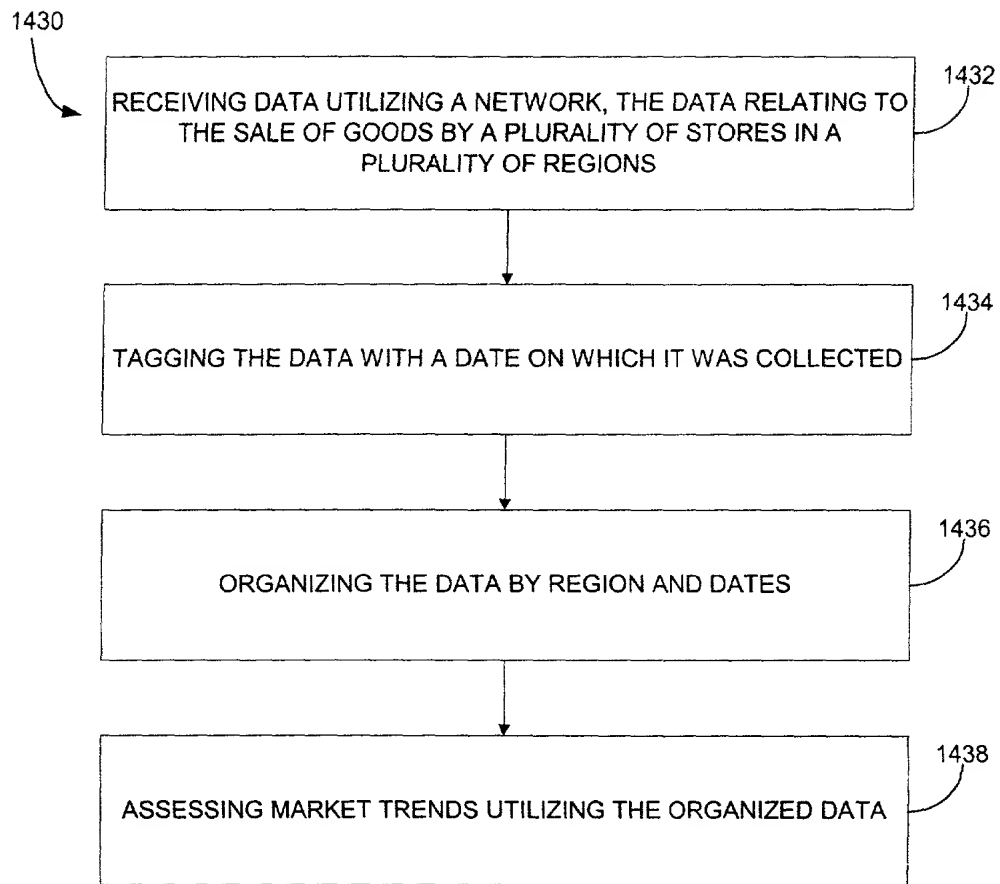 1430
1432
RECEIVING DATA UTILIZING A NETWORK, THE DATA RELATING TO
THE SALE OF GOODS BY A PLURALITY OF STORES IN A
PLURALITY OF REGIONS
1434
TAGGING THE DATA WITH A DATE ON WHICH IT WAS COLLECTED
1436
ORGANIZING THE DATA BY REGION AND DATES
1438
ASSESSING MARKET TRENDS UTILIZING THE ORGANIZED DATA